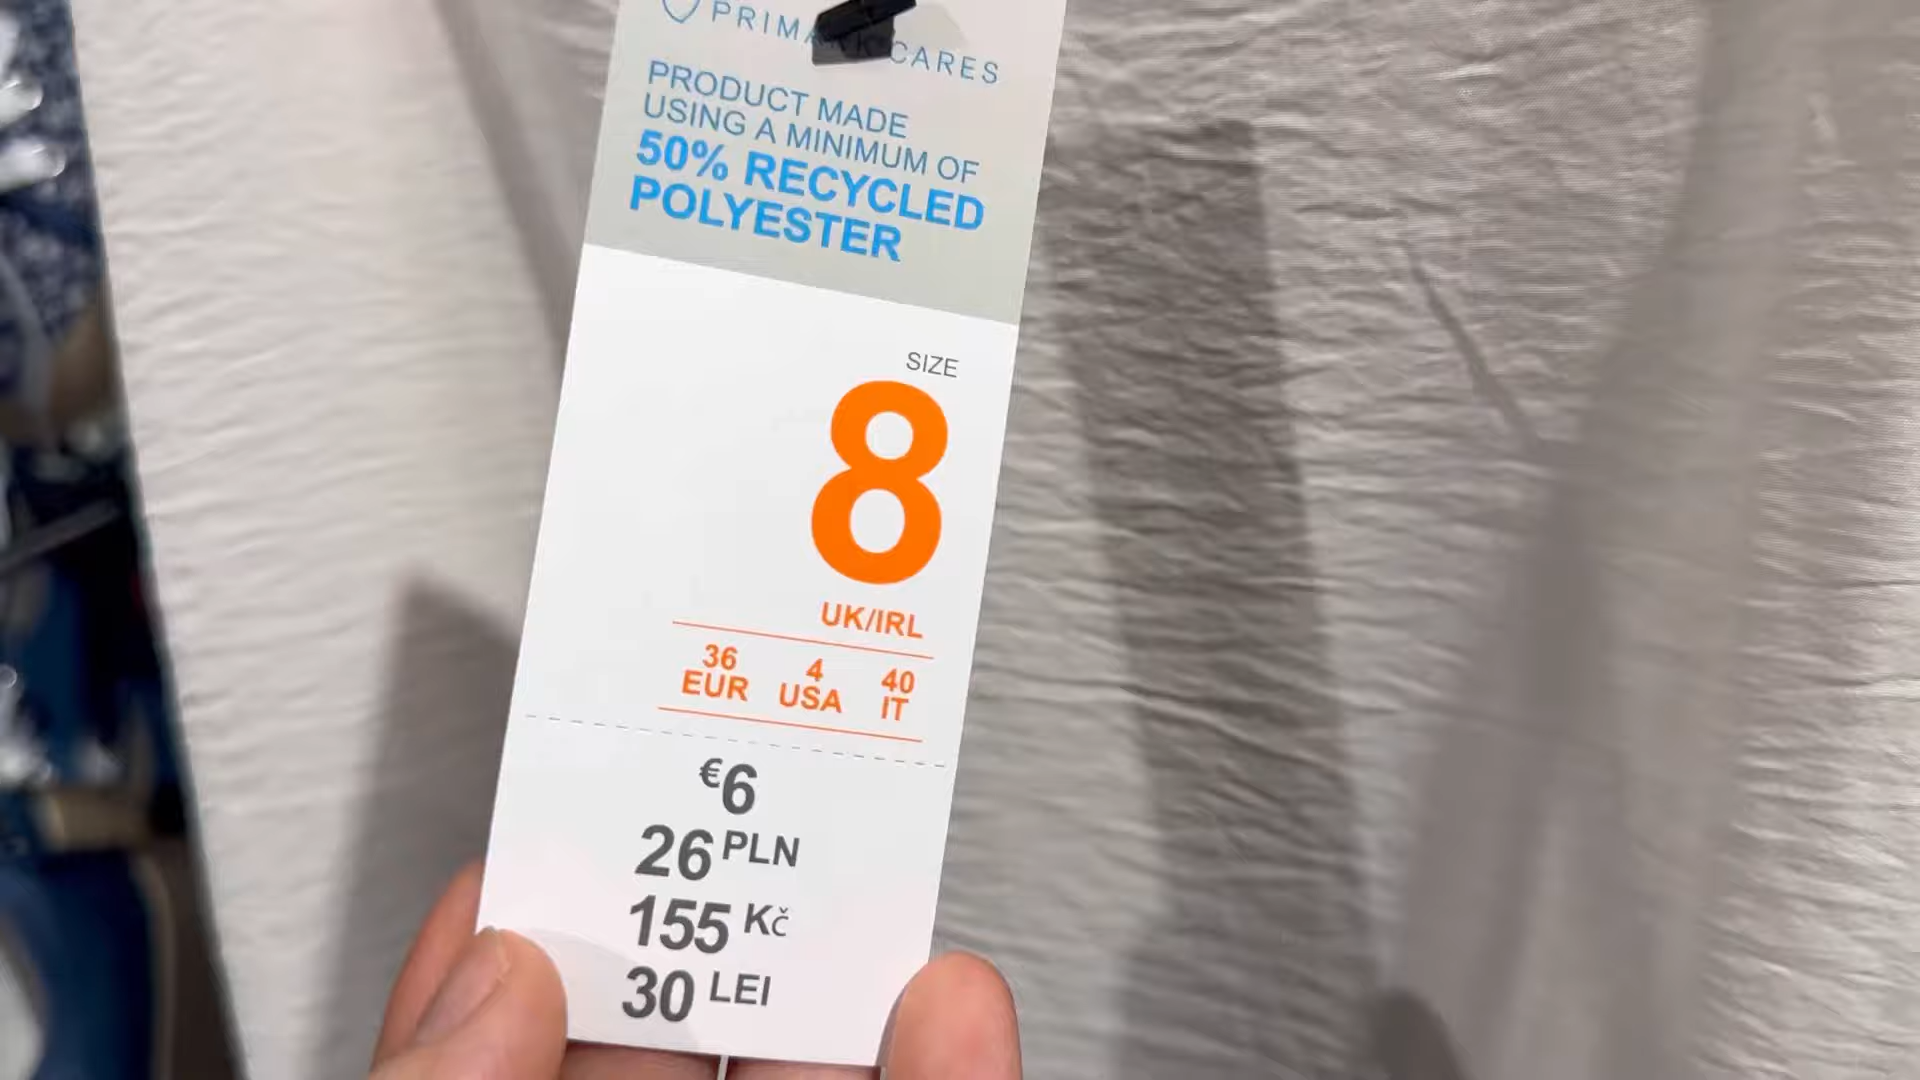 PRIMARK CARES
PRODUCT MADE
USING A MINIMUM OF
50% RECYCLED
POLYESTER
SIZE
8
UK/IRL
36 4 40
EUR USA IT
€6
26 PLN
155 Kč
30 LEI